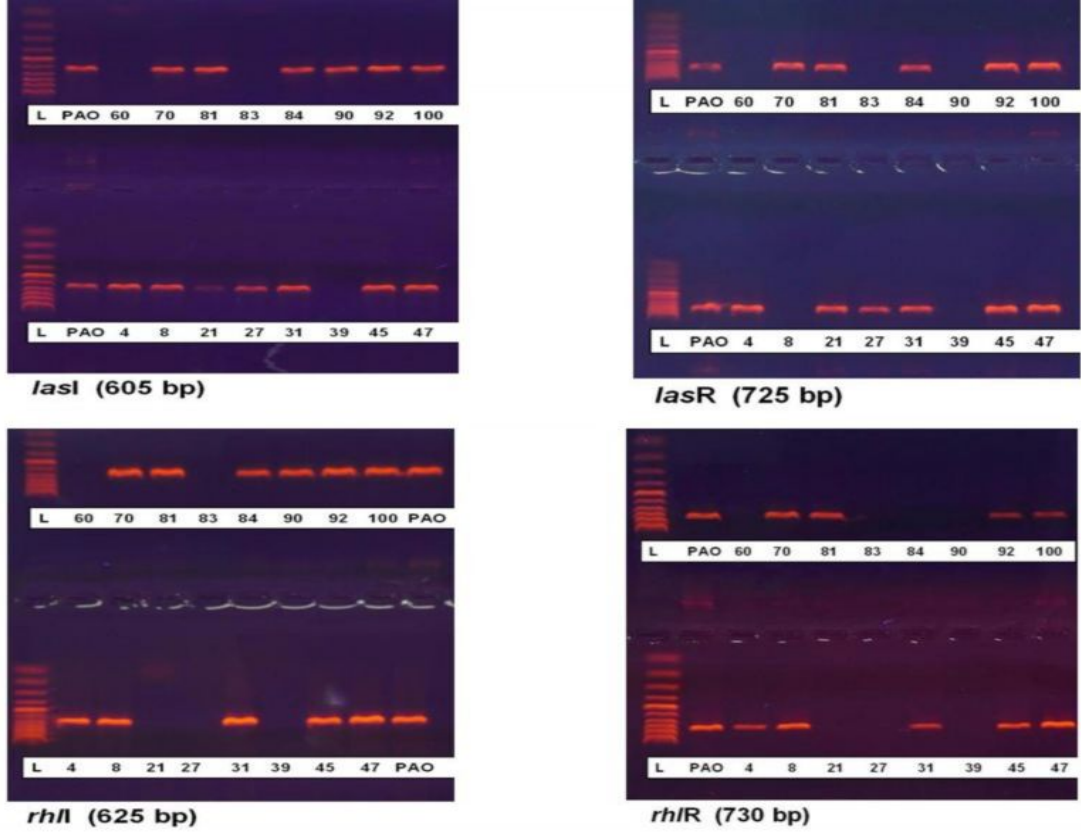 L PAO 60 70 81 83 84 90 92 100
L PAO 4 8 21 27 31 39 45 47
lasI (605 bp)
L PAO 60 70 81 83 84 90 92 100
L PAO 4 8 21 27 31 39 45 47
lasR (725 bp)
L 60 70 81 83 84 90 92 100 PAO
L 4 8 21 27 31 39 45 47 PAO
rhlI (625 bp)
L PAO 60 70 81 83 84 90 92 100
L PAO 4 8 21 27 31 39 45 47
rhlR (730 bp)